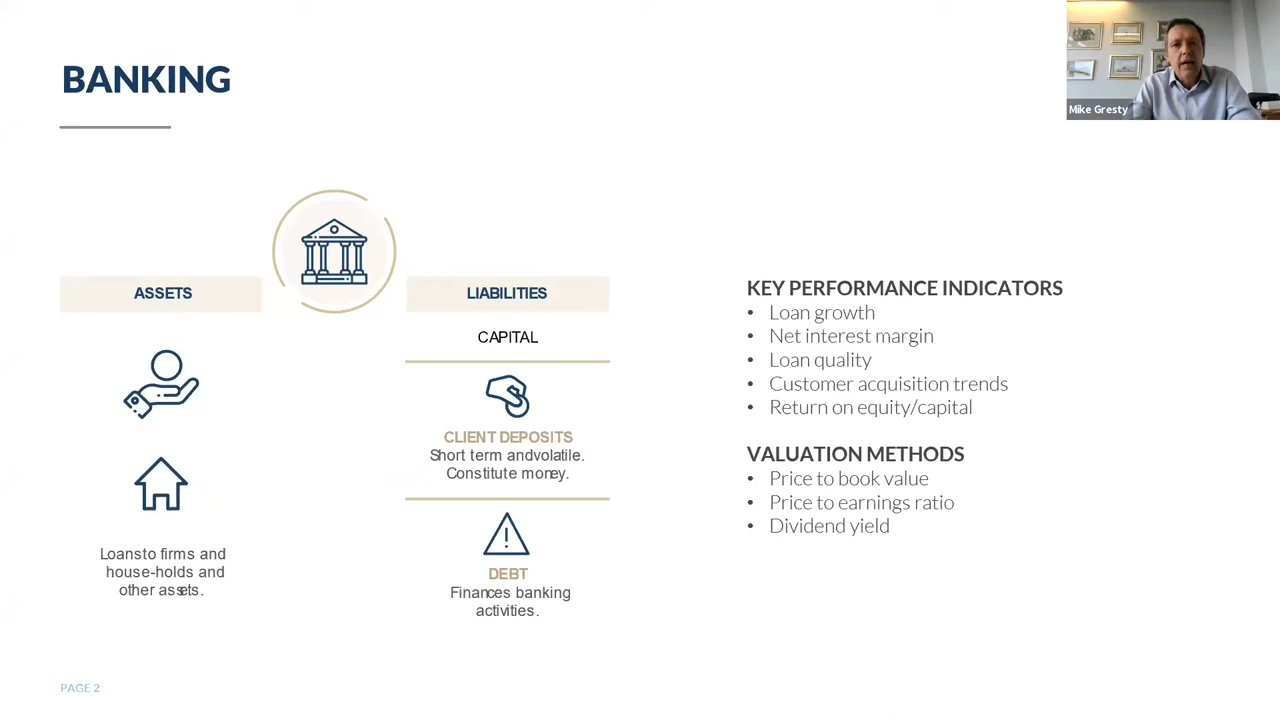 BANKING
Mike Gresty
ASSETS
Loansto firms and
house-holds and
other assets.
LIABILITIES
CAPITAL
CLIENT DEPOSITS
Short term andvolatile.
Constitute money.
DEBT
Finances banking
activities.
KEY PERFORMANCE INDICATORS
• Loan growth
• Net interest margin
• Loan quality
• Customer acquisition trends
• Return on equity/capital
VALUATION METHODS
• Price to book value
• Price to earnings ratio
• Dividend yield
PAGE 2